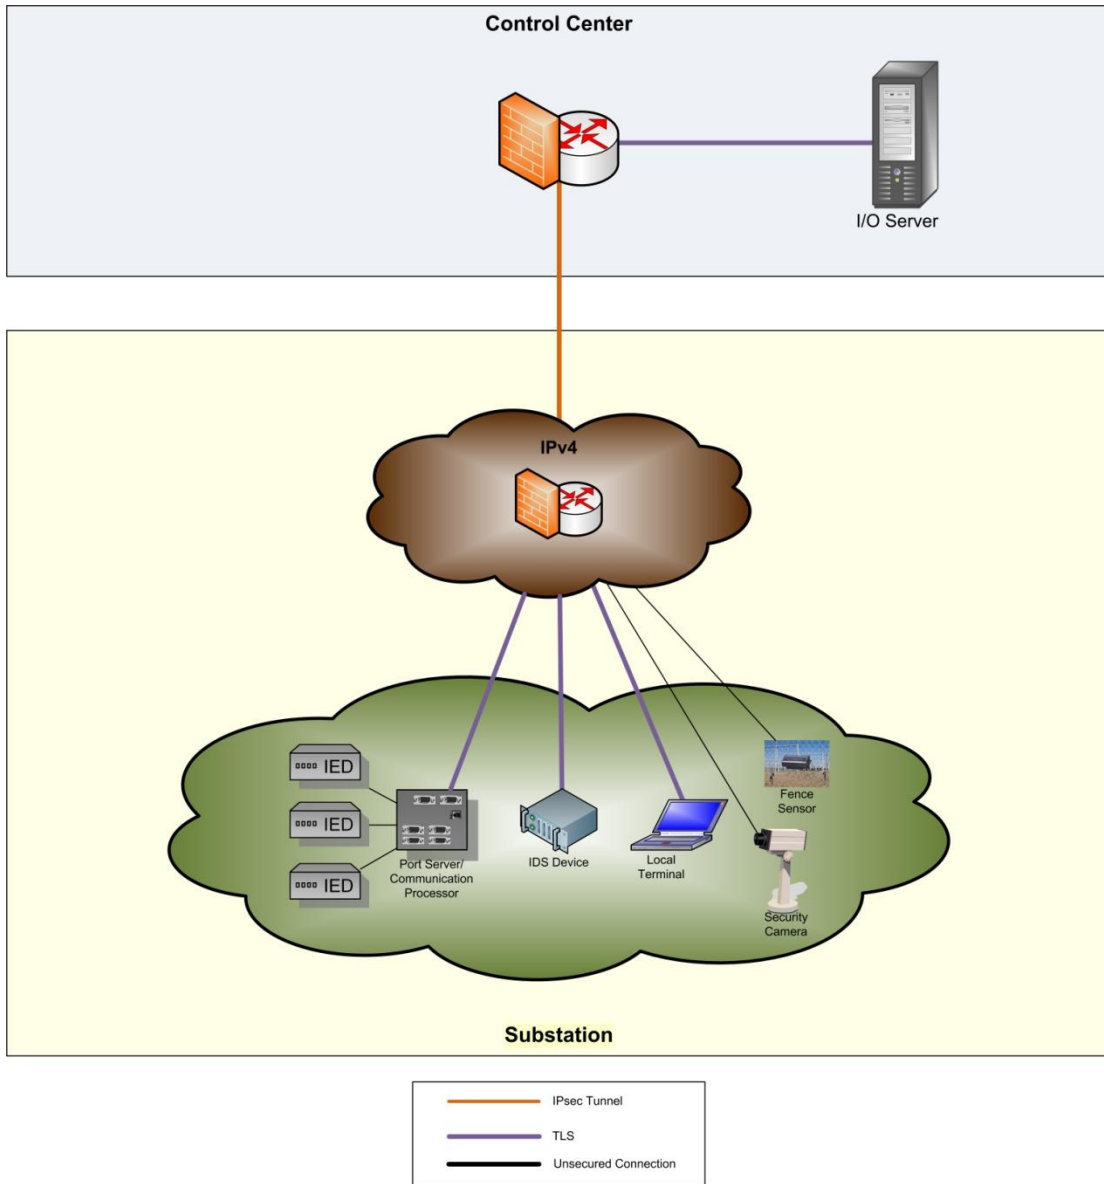 Control Center
I/O Server
IPv4
IED
IED
IED
Port Server/
Communication
Processor
IDS Device
Local
Terminal
Fence
Sensor
Security
Camera
Substation
IPsec Tunnel
TLS
Unsecured Connection